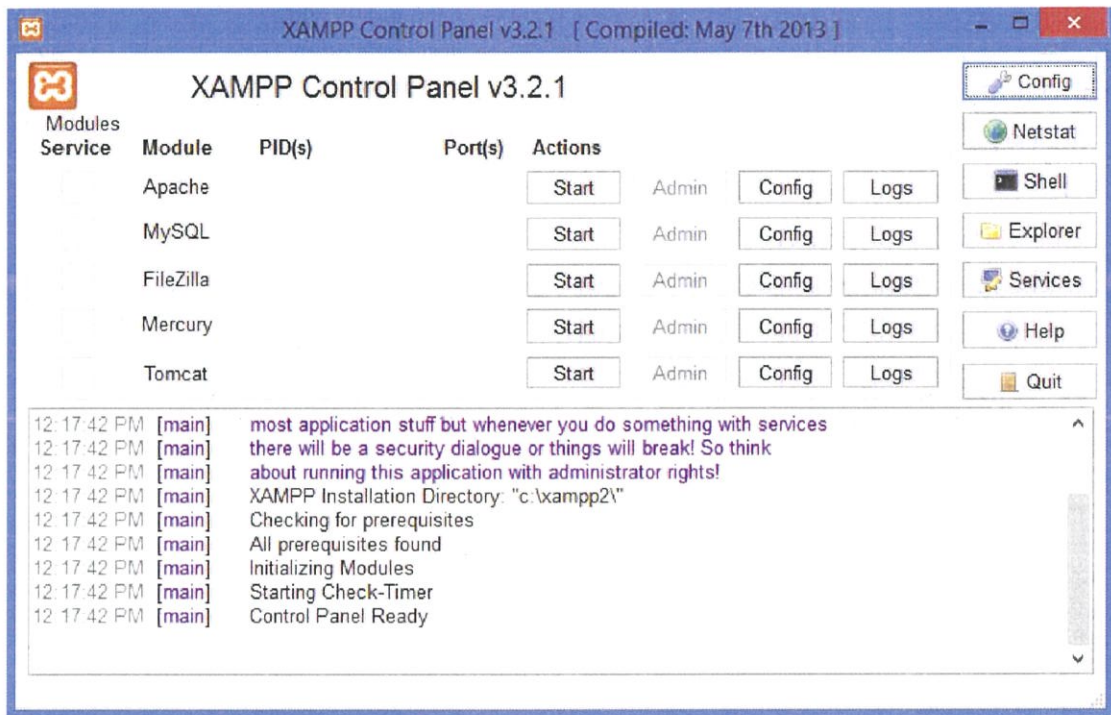 XAMPP Control Panel v3.2.1 [ Compiled: May 7th 2013 ]
XAMPP Control Panel v3.2.1
Config
Modules
Netstat
Service Module PID(s) Port(s) Actions
Apache Start Admin Config Logs
Shell
MySQL Start Admin Config Logs
Explorer
FileZilla Start Admin Config Logs
Services
Mercury Start Admin Config Logs
Help
Tomcat Start Admin Config Logs
Quit
12:17:42 PM [main] most application stuff but whenever you do something with services
12:17:42 PM [main] there will be a security dialogue or things will break! So think
12:17:42 PM [main] about running this application with administrator rights!
12:17:42 PM [main] XAMPP Installation Directory: "c:\xampp2\"
12:17:42 PM [main] Checking for prerequisites
12:17:42 PM [main] All prerequisites found
12:17:42 PM [main] Initializing Modules
12:17:42 PM [main] Starting Check-Timer
12:17:42 PM [main] Control Panel Ready